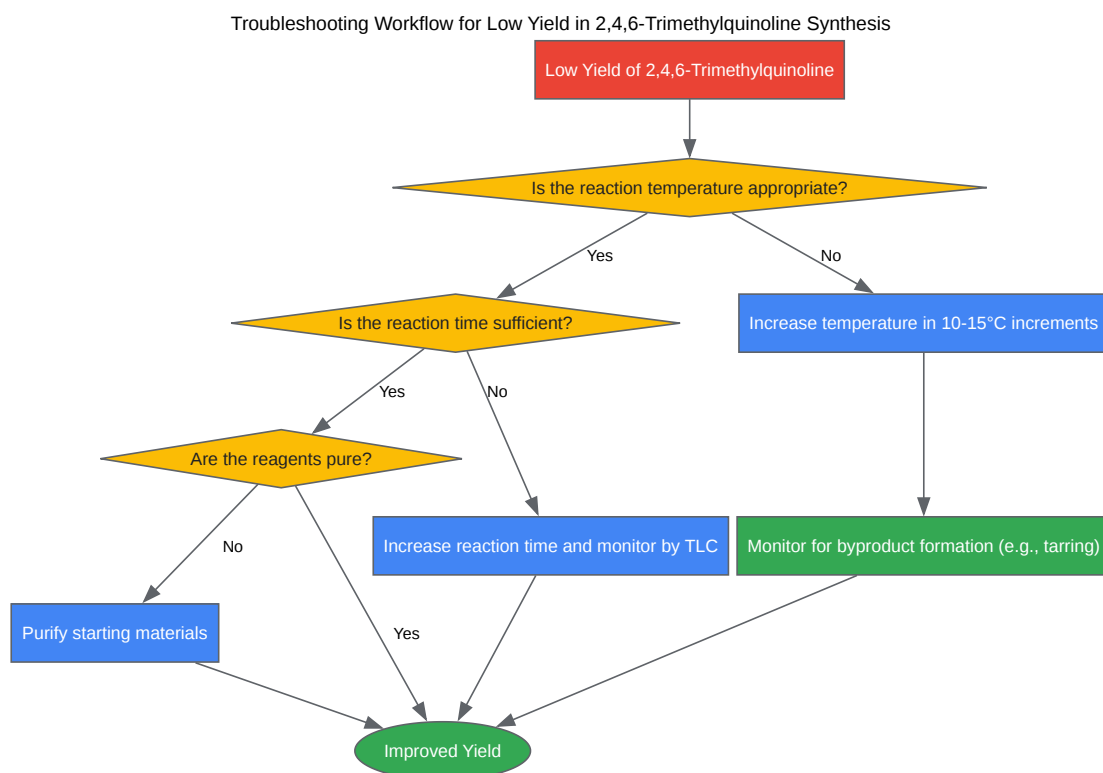 Troubleshooting Workflow for Low Yield in 2,4,6-Trimethylquinoline Synthesis
Low Yield of 2,4,6-Trimethylquinoline
Is the reaction temperature appropriate?
Yes
No
Is the reaction time sufficient?
Increase temperature in 10-15°C increments
Yes
No
Are the reagents pure?
Increase reaction time and monitor by TLC
Monitor for byproduct formation (e.g., tarring)
No
Yes
Purify starting materials
Improved Yield